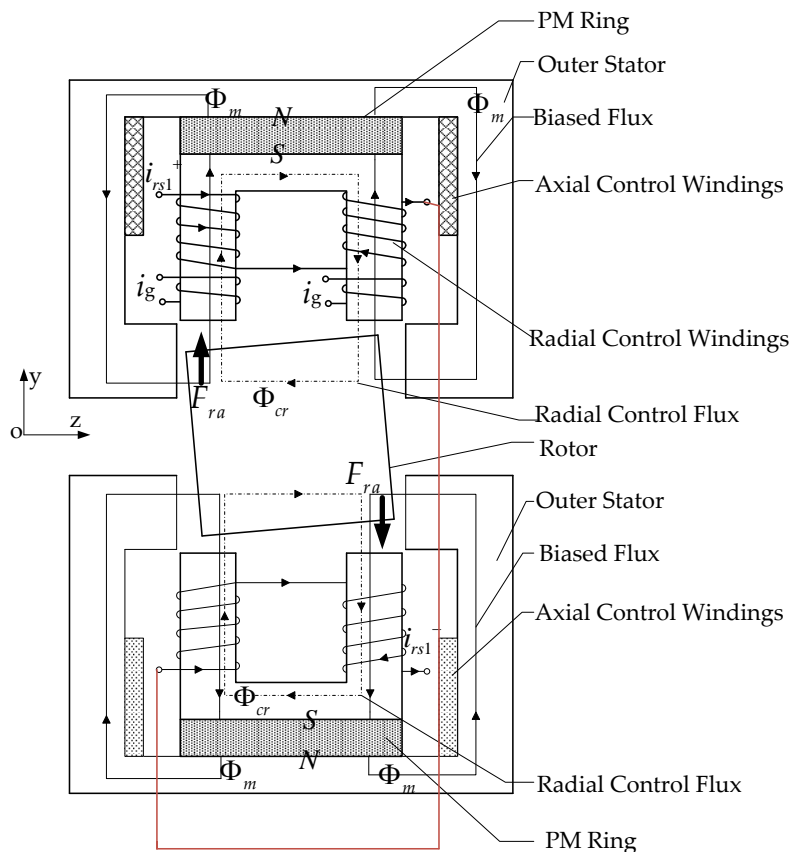 PM Ring
Outer Stator
Φm N Φm
Biased Flux
S
irs1+
Axial Control Windings
ig ig
Radial Control Windings
y
Fra Φcr
Radial Control Flux
o z
Rotor
Fra
Outer Stator
Biased Flux
Axial Control Windings
irs1−
Φcr
S
N
Φm Φm
Radial Control Flux
PM Ring